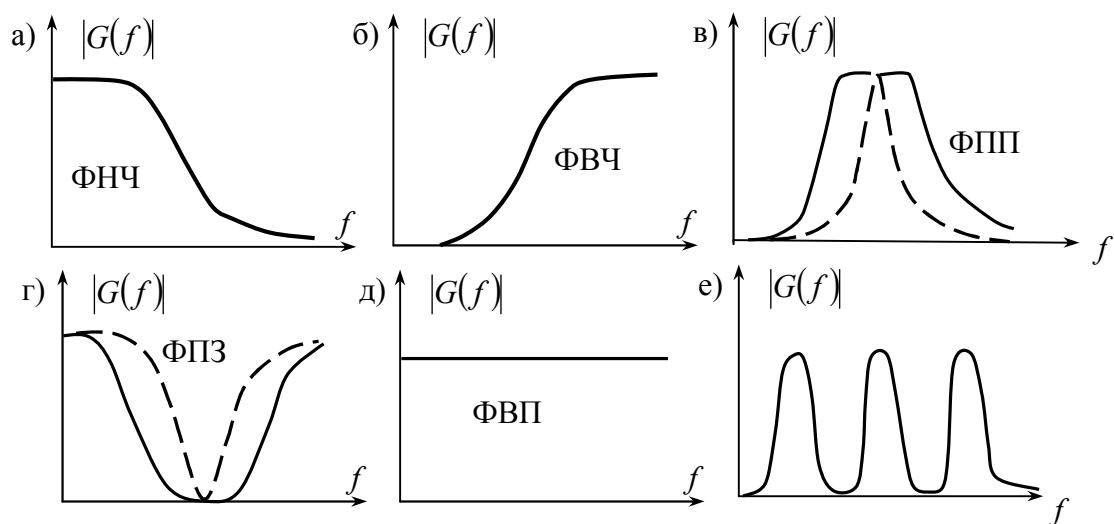 а) |G(f)|
ФНЧ
f
б) |G(f)|
ФВЧ
f
в) |G(f)|
ФПП
f
г) |G(f)|
ФПЗ
f
д) |G(f)|
ФВП
f
е) |G(f)|
f